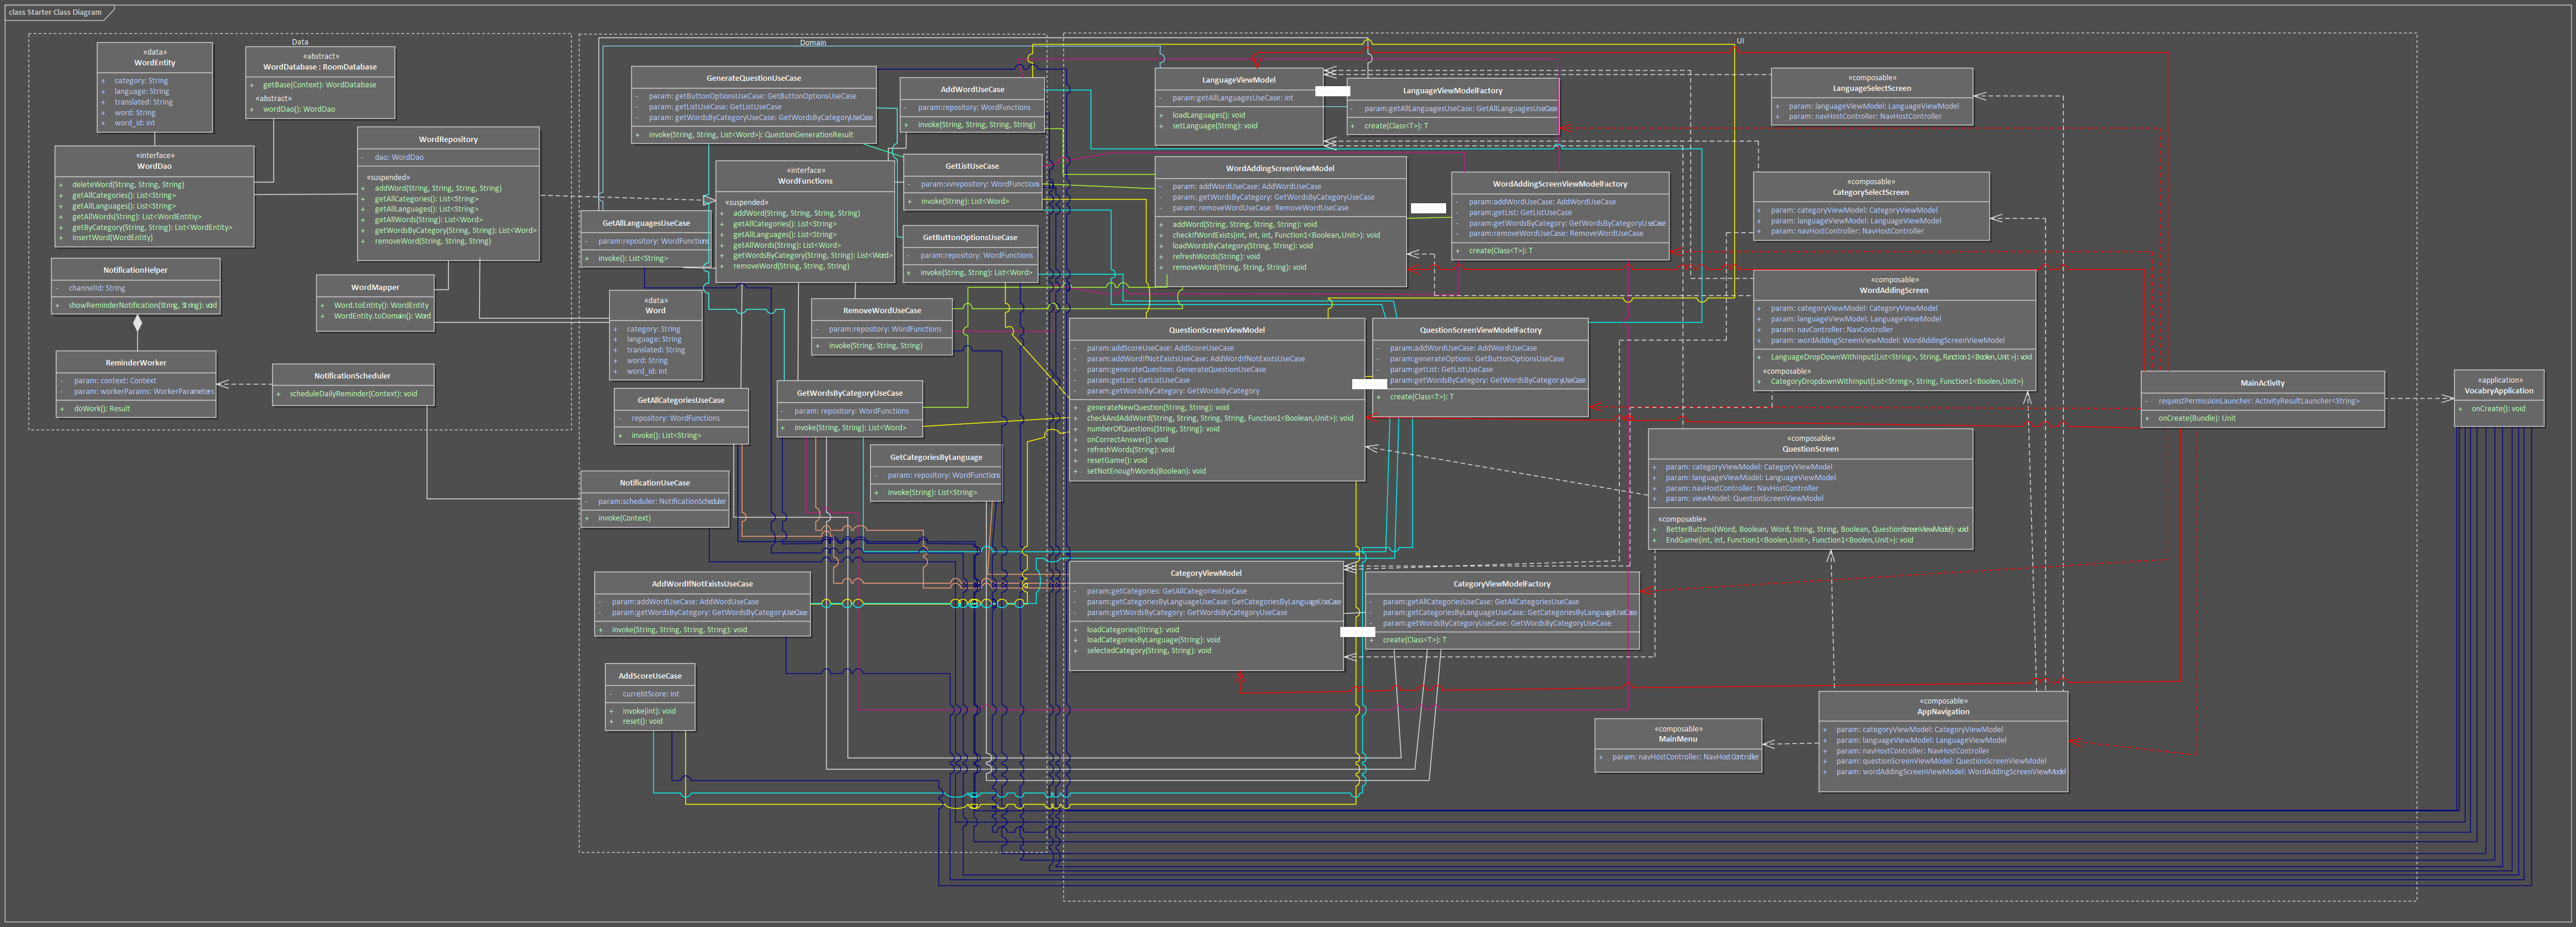 class Starter Class Diagram
Data
«data»
WordEntity
+ category: String
+ language: String
+ translated: String
+ word: String
+ word_id: int
«abstract»
WordDatabase : RoomDatabase
+ getBase(Context): WordDatabase
«abstract»
+ wordDao(): WordDao
«interface»
WordDao
+ deleteWord(String, String, String)
+ getAllCategories(): List<String>
+ getAllLanguages(): List<String>
+ getAllWords(String): List<WordEntitiy>
+ getByCategory(String, String): List<WordEntity>
+ insertWord(WordEntity)
WordRepository
- dao: WordDao
«suspended»
+ addWord(String, String, String, String)
+ getAllCategories(): List<String>
+ getAllLanguages(): List<String>
+ getAllWords(String): List<Word>
+ getWordsByCategory(String, String): List<Word>
+ removeWord(String, String, String)
NotificationHelper
- channelId: String
+ showReminderNotification(String, String): void
WordMapper
+ Word.toEntity(): WordEntity
+ WordEntity.toDomain(): Word
ReminderWorker
- param: context: Context
- param: workerParams: WorkerParameters
+ doWork(): Result
NotificationScheduler
+ scheduleDailyReminder(Context): void
Domain
GenerateQuestionUseCase
- param: getButtonOptionsUseCase: GetButtonOptionsUseCase
- param: getListUseCase: GetListUseCase
- param: getWordsByCategoryUseCase: GetWordsByCategoryUseCase
+ invoke(String, String, List<Word>): QuestionGenerationResult
AddWordUseCase
- param:repository: WordFunctions
+ invoke(String, String, String, String)
«interface»
WordFunctions
«suspended»
+ addWord(String, String, String, String)
+ getAllCategories(): List<String>
+ getAllLanguages(): List<String>
+ getAllWords(String): List<Word>
+ getWordsByCategory(String, String): List<Word>
+ removeWord(String, String, String)
GetListUseCase
- param:vvrepository: WordFunctions
+ invoke(String): List<Word>
GetAllLanguagesUseCase
- param:repository: WordFunctions
+ invoke(): List<String>
GetButtonOptionsUseCase
- param:repository: WordFunctions
+ invoke(String, String): List<Word>
«data»
Word
+ category: String
+ language: String
+ translated: String
+ word: String
+ word_id: int
RemoveWordUseCase
- param:repository: WordFunctions
+ invoke(String, String, String)
GetAllCategoriesUseCase
- repository: WordFunctions
+ invoke(): List<String>
GetWordsByCategoryUseCase
- param: repository: WordFunctions
+ invoke(String, String): List<Word>
GetCategoriesByLanguage
- param: repository: WordFunctions
+ invoke(String): List<String>
NotificationUseCase
- param:scheduler: NotificationScheduler
+ invoke(Context)
AddWordIfNotExistsUseCase
- param:addWordUseCase: AddWordUseCase
- param:getWordsByCategory: GetWordsByCategoryUseCase
+ invoke(String, String, String, String): void
AddScoreUseCase
- currebtScore: int
+ invoke(int): void
+ reset(): void
UI
LanguageViewModel
- param:getAllLanguagesUseCase: int
+ loadLanguages(): void
+ setLanguage(String): void
LanguageViewModelFactory
- param:getAllLanguagesUseCase: GetAllLanguagesUseCase
+ create(Class<T>): T
WordAddingScreenViewModel
- param: addWordUseCase: AddWordUseCase
- param: getWordsByCategory: GetWordsByCategoryUseCase
- param: removeWordUseCase: RemoveWordUseCase
+ addWord(String, String, String, String): void
+ checkIfWordExists(int, int, int, Function1<Boolean,Unit>): void
+ loadWordsByCategory(String, String): void
+ refreshWords(String): void
+ removeWord(String, String, String): void
WordAddingScreenViewModelFactory
- param:addWordUseCase: AddWordUseCase
- param:getList: GetListUseCase
- param:getWordsByCategory: GetWordsByCategoryUseCase
- param:removeWordUseCase: RemoveWordUseCase
+ create(Class<T>): T
QuestionScreenViewModel
- param:addScoreUseCase: AddScoreUseCase
- param:addWordIfNotExistsUseCase: AddWordIfNotExistsUseCase
- param:generateQuestion: GenerateQuestionUseCase
- param:getList: GetListUseCase
- param:getWordsByCategory: GetWordsByCategory
+ generateNewQuestion(String, String): void
+ checkAndAddWord(String, String, String, String, Function1<Boolean,Unit>): void
+ numberOfQuestions(String, String): void
+ onCorrectAnswer(): void
+ refreshWords(String): void
+ resetGame(): void
+ setNotEnoughWords(Boolean): void
QuestionScreenViewModelFactory
- param:addWordUseCase: AddWordUseCase
- param:generateOptions: GetButtonOptionsUseCase
- param:getList: GetListUseCase
param:getWordsByCategory: GetWordsByCategoryUseCase
+ create(Class<T>): T
CategoryViewModel
- param:getCategories: GetAllCategoriesUseCase
- param:getCategoriesByLanguageUseCase: GetCategoriesByLanguageUseCase
- param:getWordsByCategory: GetWordsByCategoryUseCase
+ loadCategories(String): void
+ loadCategoriesByLanguage(String): void
+ selectedCategory(String, String): void
CategoryViewModelFactory
- param:getAllCategoriesUseCase: GetAllCategoriesUseCase
- param:getCategoriesByLanguageUseCase: GetCategoriesByLanguageUseCase
- param:getWordsByCategoryUseCase: GetWordsByCategoryUseCase
+ create(Class<T>): T
«composable»
LanguageSelectScreen
+ param: languageViewModel: LanguageViewModel
+ param: navHostController: NavHostController
«composable»
CategorySelectScreen
+ param: categoryViewModel: CategoryViewModel
+ param: languageViewModel: LanguageViewModel
+ param: navHostController: NavHostController
«composable»
WordAddingScreen
+ param: categoryViewModel: CategoryViewModel
+ param: languageViewModel: LanguageViewModel
+ param: navController: NavController
+ param: wordAddingScreenViewModel: WordAddingScreenViewModel
+ LanguageDropDownWithInput(List<String>, String, Function1<Boolen,Unit>): void
«composable»
+ CategoryDropdownWithInput(List<String>, String, Function1<Boolen,Unit>)
«composable»
QuestionScreen
+ param: categoryViewModel: CategoryViewModel
+ param: languageViewModel: LanguageViewModel
+ param: navHostController: NavHostController
+ param: viewModel: QuestionScreenViewModel
«composable»
+ BetterButtons(Word, Boolean, Word, String, String, Boolean, QuestionScreenViewModel): void
+ EndGame(int, int, Function1<Boolen,Unit>, Function1<Boolen,Unit>): void
«composable»
MainMenu
+ param: navHostController: NavHostController
«composable»
AppNavigation
+ param: categoryViewModel: CategoryViewModel
+ param: languageViewModel: LanguageViewModel
+ param: navHostController: NavHostController
+ param: questionScreenViewModel: QuestionScreenViewModel
+ param: wordAddingScreenViewModel: WordAddingScreenViewModel
MainActivity
- requestPermissionLauncher: ActivityResultLauncher<String>
+ onCreate(Bundle): Unit
«application»
VocabryApplication
+ onCreate(): void